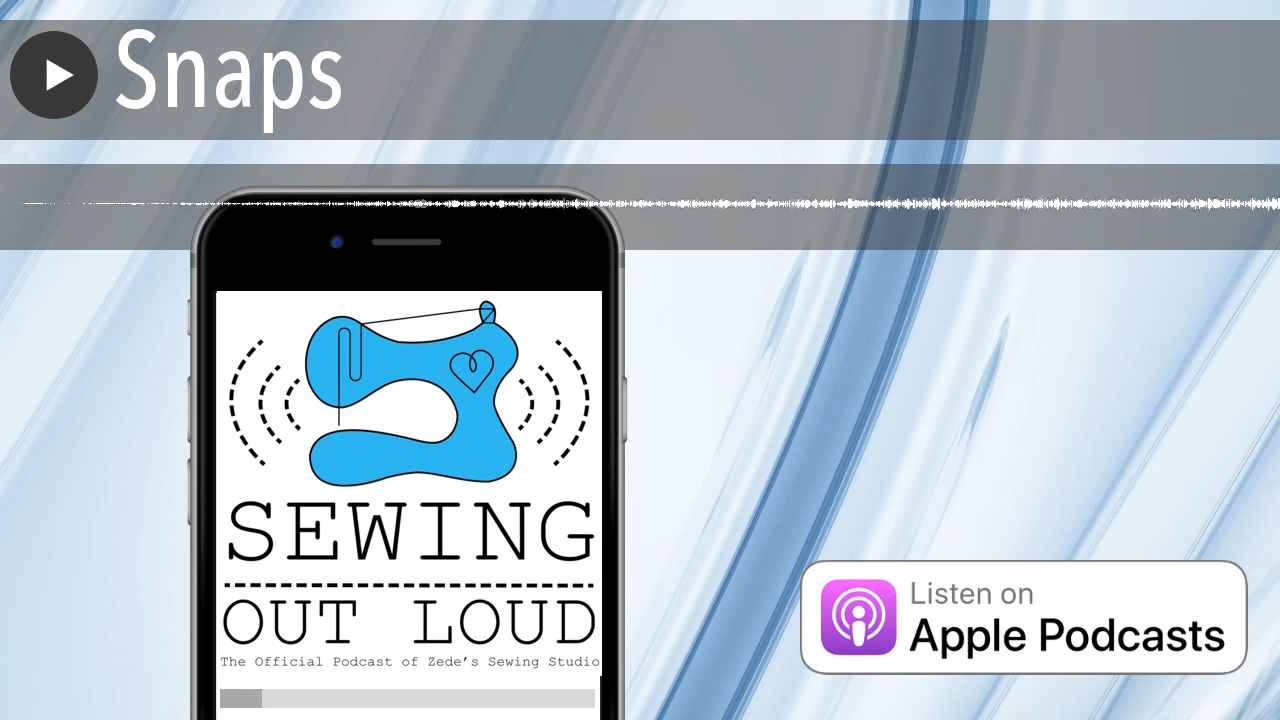 Snaps
SEWING
OUT LOUD
The Official Podcast of Zede's Sewing Studio
Listen on
Apple Podcasts